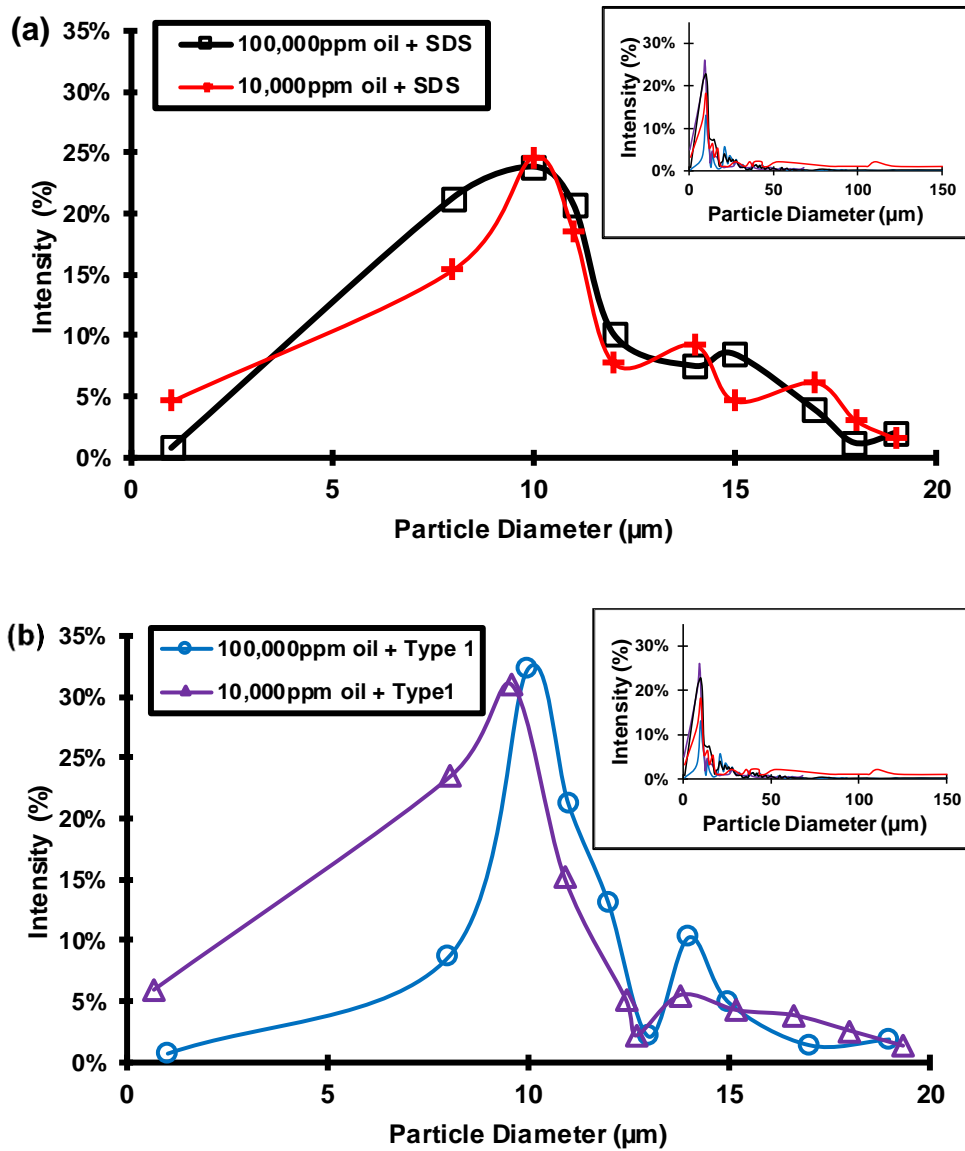 (a)
35%
30%
25%
20%
15%
10%
5%
0%
Intensity (%)
100,000ppm oil + SDS
10,000ppm oil + SDS
30%
20%
10%
0%
Intensity (%)
0 50 100 150
Particle Diameter (µm)
0 5 10 15 20
Particle Diameter (µm)
(b)
35%
30%
25%
20%
15%
10%
5%
0%
Intensity (%)
100,000ppm oil + Type 1
10,000ppm oil + Type1
30%
20%
10%
0%
Intensity (%)
0 50 100 150
Particle Diameter (µm)
0 5 10 15 20
Particle Diameter (µm)